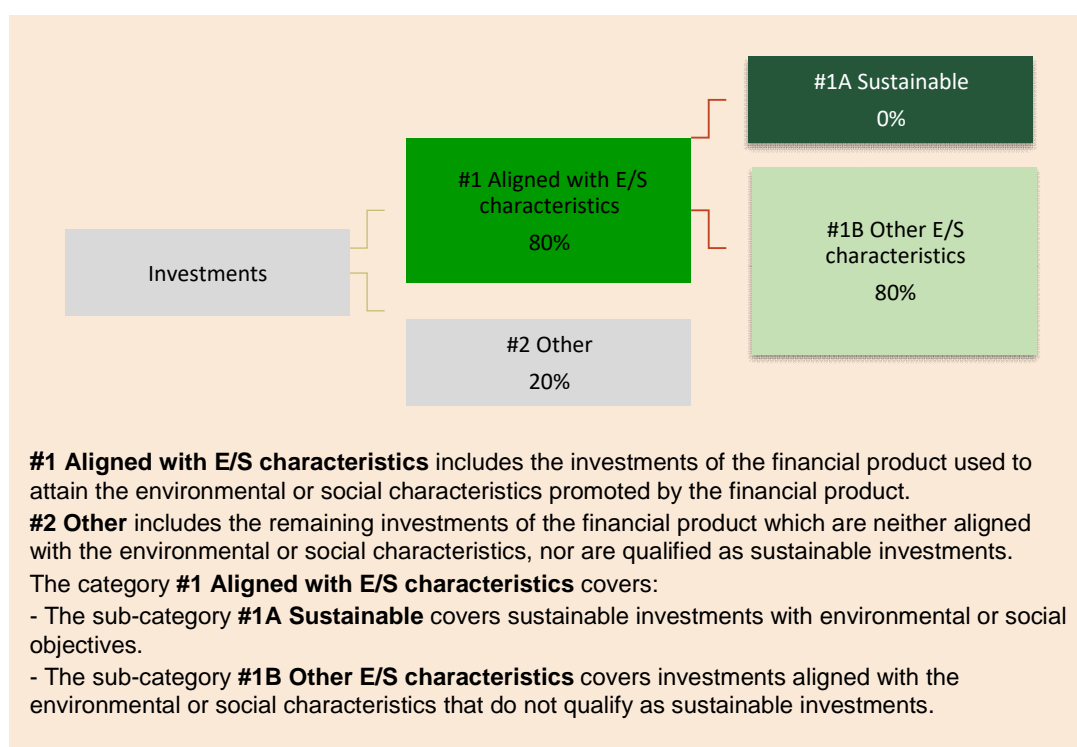 #1A Sustainable
0%
#1 Aligned with E/S
characteristics
80%
#1B Other E/S
characteristics
80%
Investments
#2 Other
20%
#1 Aligned with E/S characteristics includes the investments of the financial product used to
attain the environmental or social characteristics promoted by the financial product.
#2 Other includes the remaining investments of the financial product which are neither aligned
with the environmental or social characteristics, nor are qualified as sustainable investments.
The category #1 Aligned with E/S characteristics covers:
- The sub-category #1A Sustainable covers sustainable investments with environmental or social
objectives.
- The sub-category #1B Other E/S characteristics covers investments aligned with the
environmental or social characteristics that do not qualify as sustainable investments.